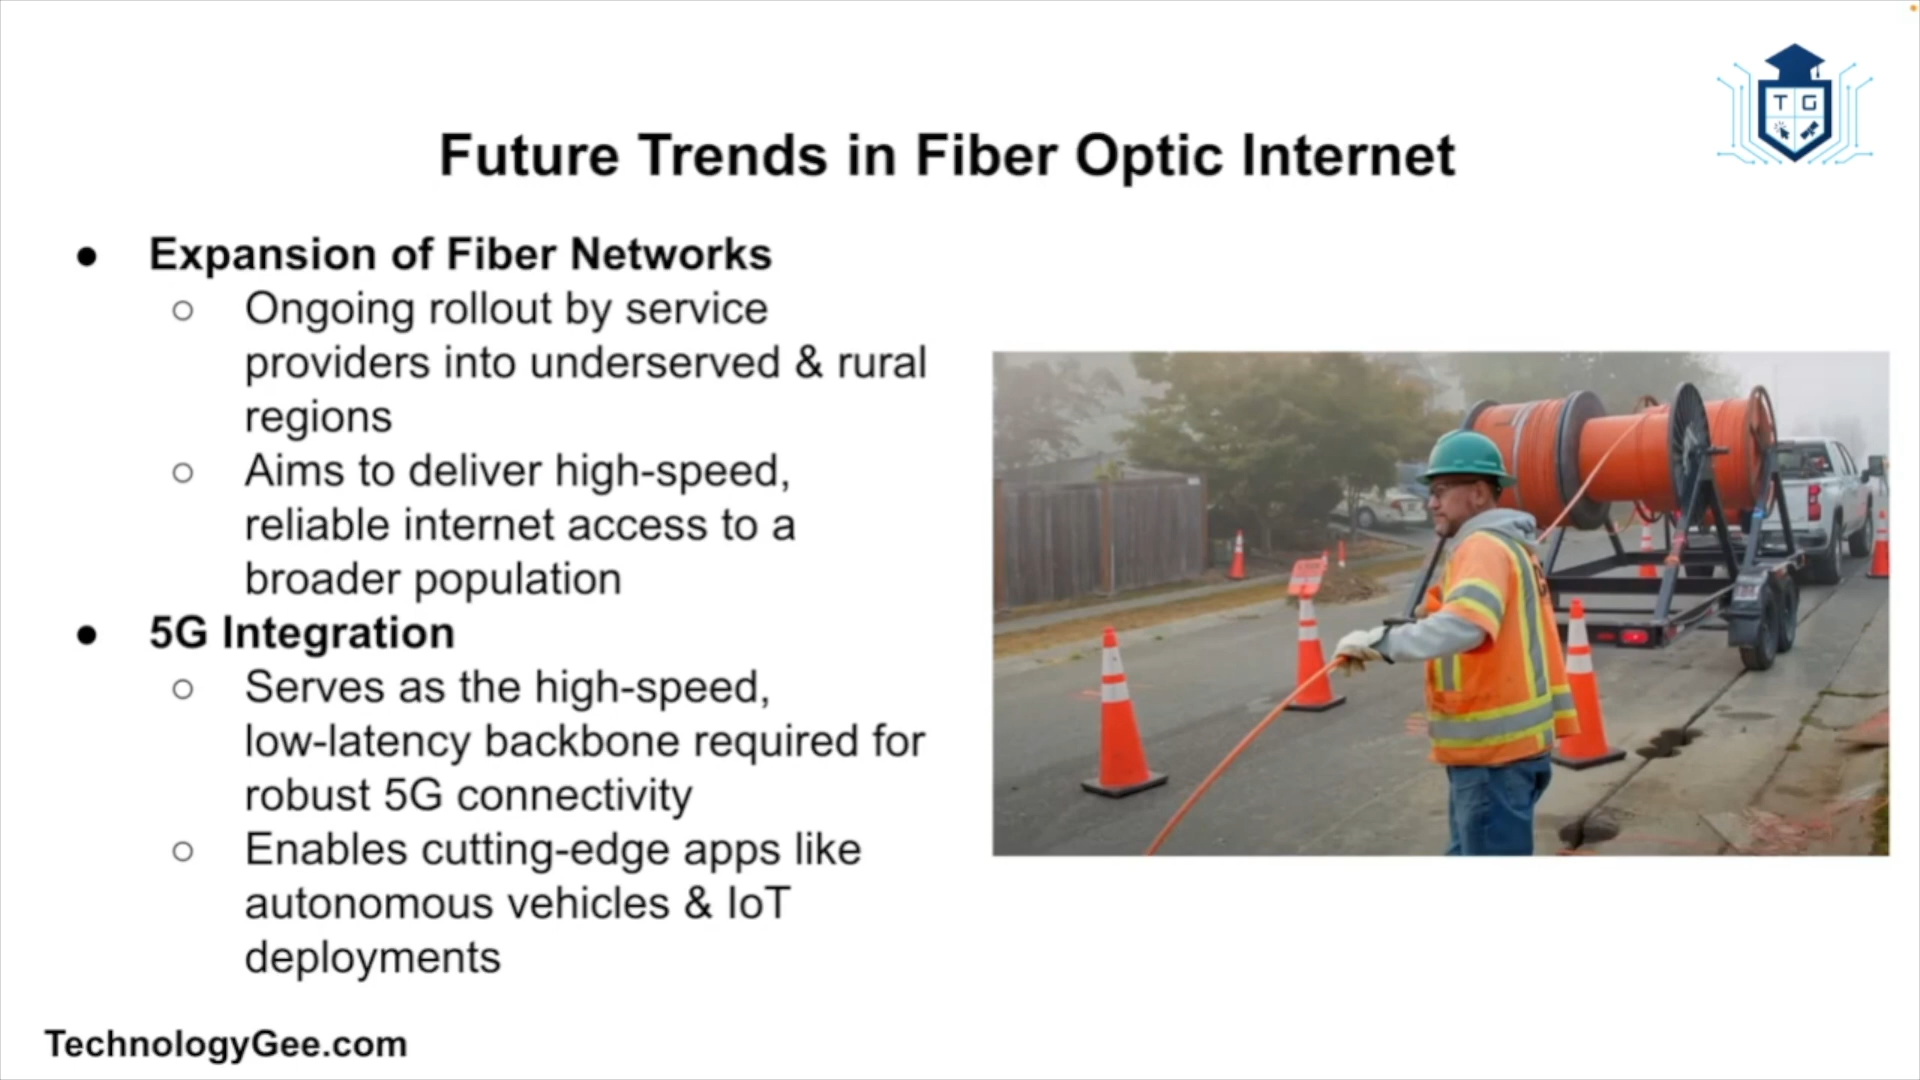 T G
Future Trends in Fiber Optic Internet
● Expansion of Fiber Networks
○ Ongoing rollout by service
providers into underserved & rural
regions
○ Aims to deliver high-speed,
reliable internet access to a
broader population
● 5G Integration
○ Serves as the high-speed,
low-latency backbone required for
robust 5G connectivity
○ Enables cutting-edge apps like
autonomous vehicles & IoT
deployments
TechnologyGee.com